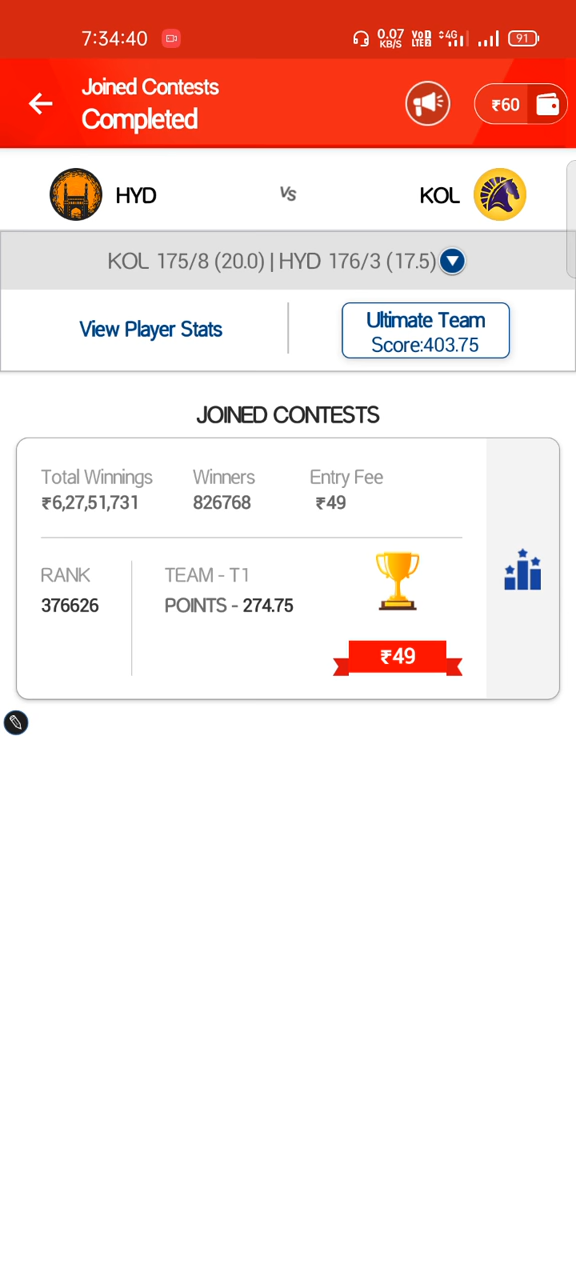 7:34:40 0.07 KB/S VoD LTE2 4G 91
Joined Contests
Completed
₹60
HYD Vs KOL
KOL 175/8 (20.0) | HYD 176/3 (17.5)
View Player Stats
Ultimate Team
Score:403.75
JOINED CONTESTS
Total Winnings Winners Entry Fee
₹6,27,51,731 826768 ₹49
RANK TEAM - T1
376626 POINTS - 274.75
₹49